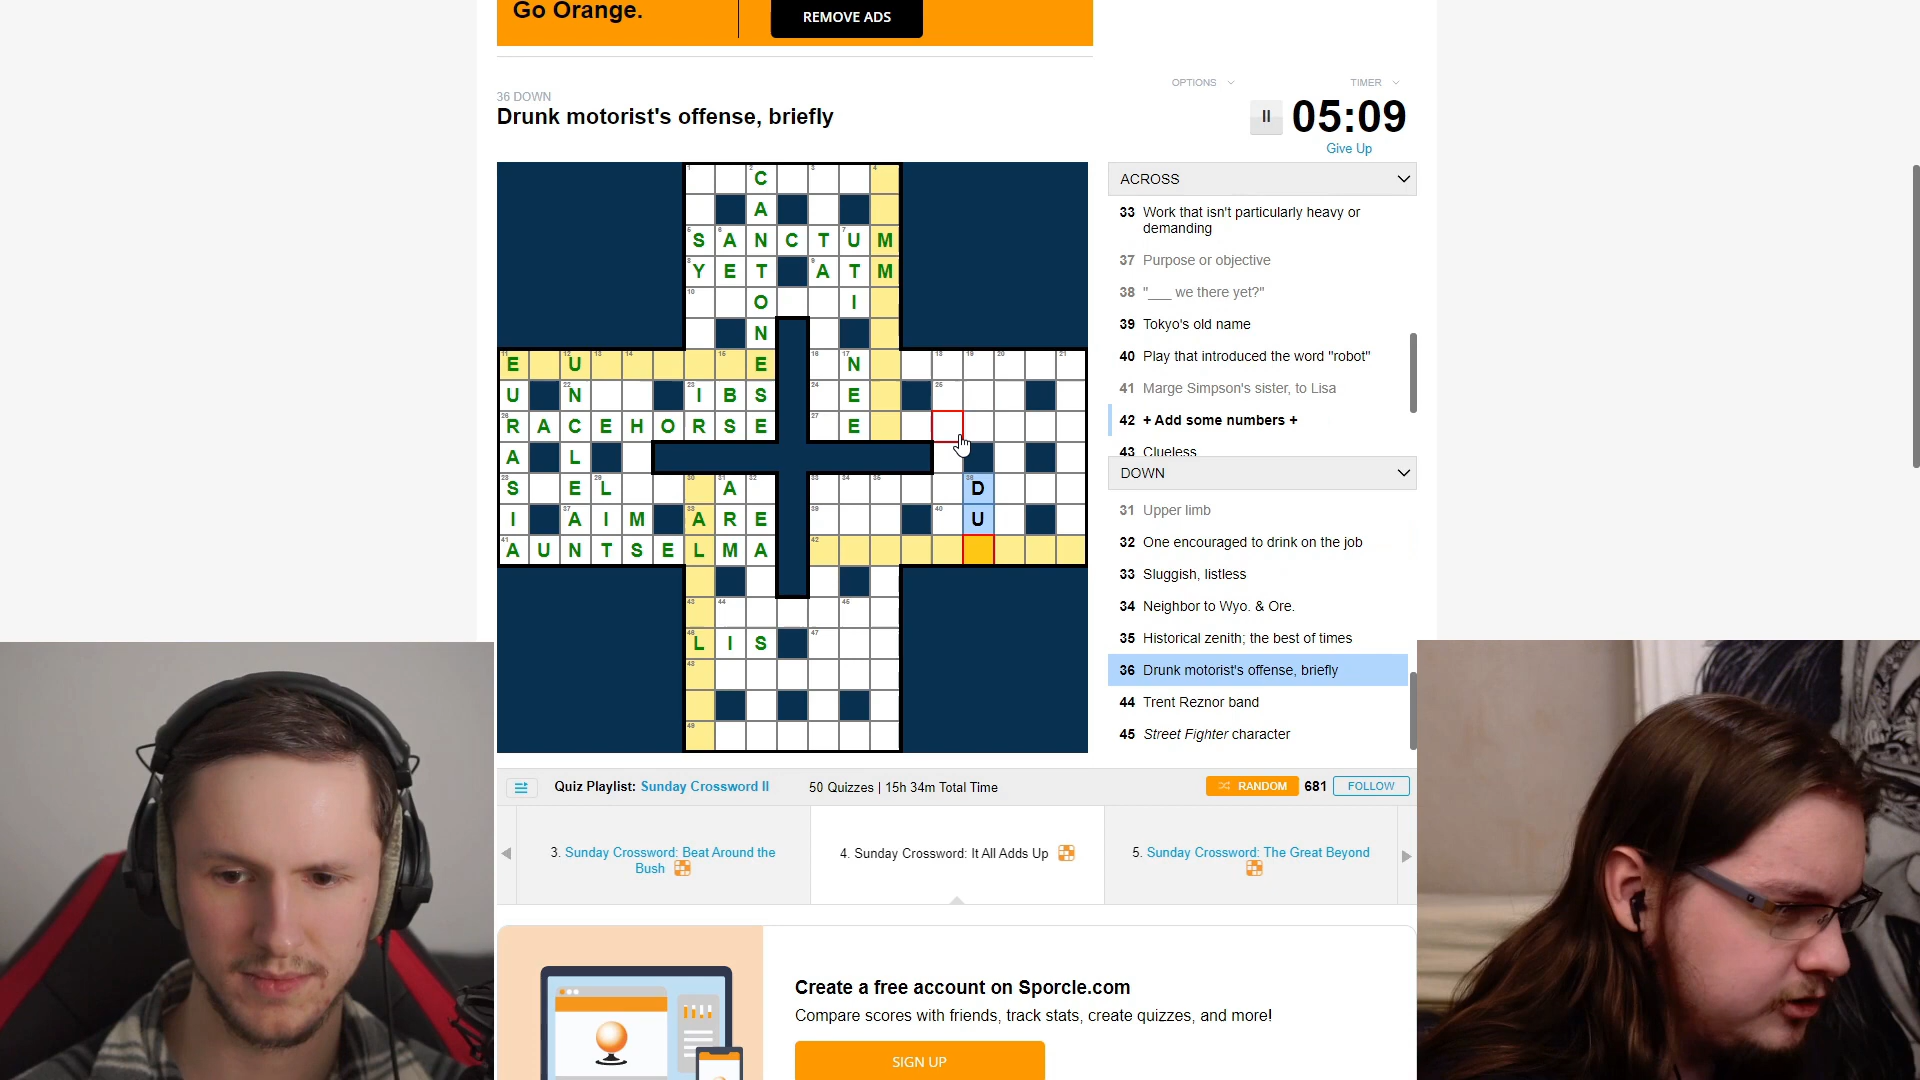 Go Orange.
REMOVE ADS
OPTIONS
TIMER
36 DOWN
Drunk motorist's offense, briefly
05:09
Give Up
ACROSS
33 Work that isn't particularly heavy or
demanding
37 Purpose or objective
38 "___ we there yet?"
39 Tokyo's old name
40 Play that introduced the word "robot"
41 Marge Simpson's sister, to Lisa
42 + Add some numbers +
43 Clueless
DOWN
31 Upper limb
32 One encouraged to drink on the job
33 Sluggish, listless
34 Neighbor to Wyo. & Ore.
35 Historical zenith; the best of times
36 Drunk motorist's offense, briefly
44 Trent Reznor band
45 Street Fighter character
C
A
S A N C T U M
Y E T A T M
O I
N
E U E N
U N I B S E
R A C E H O R S E E
A L
S E L A D
I A I M A R E U
A U N T S E L M A
L I S
Quiz Playlist: Sunday Crossword II
50 Quizzes | 15h 34m Total Time
RANDOM
681
FOLLOW
3. Sunday Crossword: Beat Around the
Bush
4. Sunday Crossword: It All Adds Up
5. Sunday Crossword: The Great Beyond
Create a free account on Sporcle.com
Compare scores with friends, track stats, create quizzes, and more!
SIGN UP